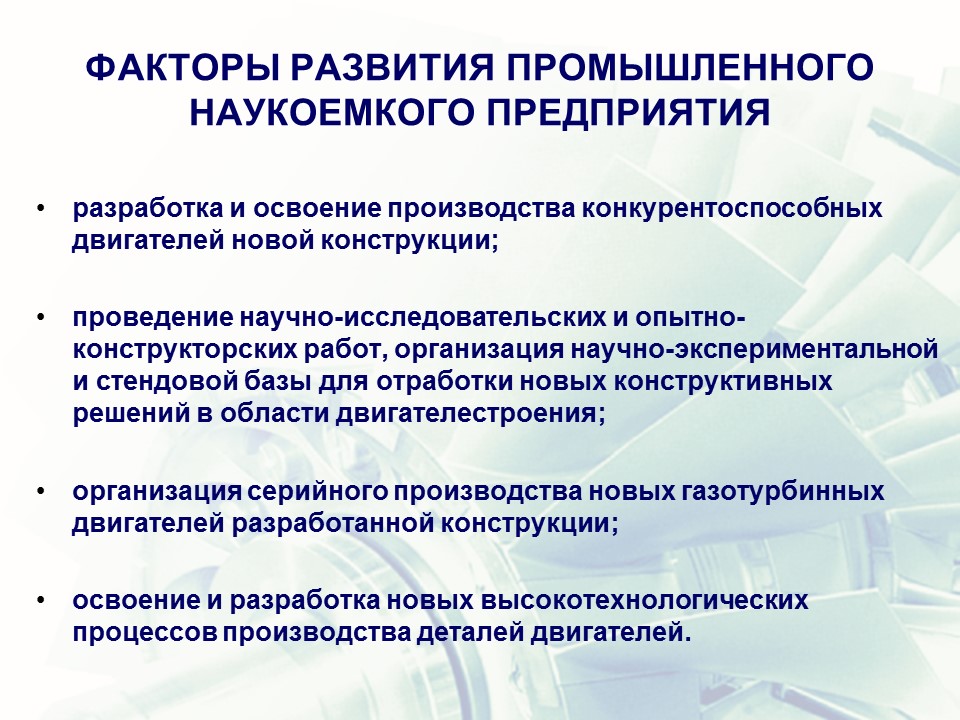 ФАКТОРЫ РАЗВИТИЯ ПРОМЫШЛЕННОГО
НАУКОЕМКОГО ПРЕДПРИЯТИЯ
• разработка и освоение производства конкурентоспособных
двигателей новой конструкции;
• проведение научно-исследовательских и опытно-
конструкторских работ, организация научно-экспериментальной
и стендовой базы для отработки новых конструктивных
решений в области двигателестроения;
• организация серийного производства новых газотурбинных
двигателей разработанной конструкции;
• освоение и разработка новых высокотехнологических
процессов производства деталей двигателей.